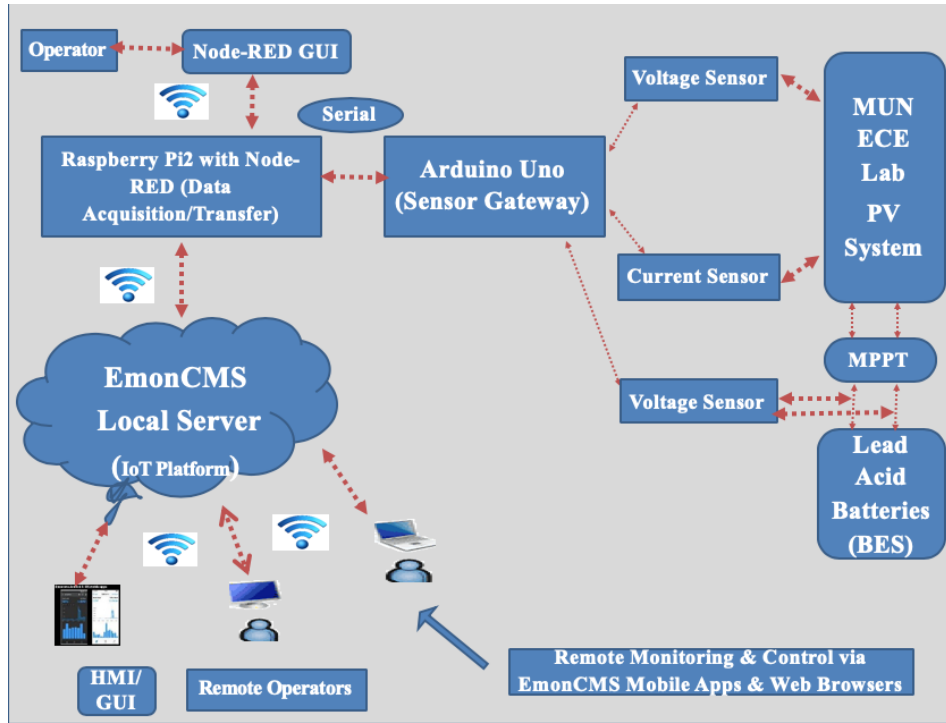 Operator
Node-RED GUI
Serial
Raspberry Pi2 with Node-
RED (Data
Acquisition/Transfer)
Arduino Uno
(Sensor Gateway)
Voltage Sensor
MUN
ECE
Lab
PV
System
Current Sensor
MPPT
Voltage Sensor
Lead
Acid
Batteries
(BES)
EmonCMS
Local Server
(IoT Platform)
HMI/
GUI
Remote Operators
Remote Monitoring & Control via
EmonCMS Mobile Apps & Web Browsers